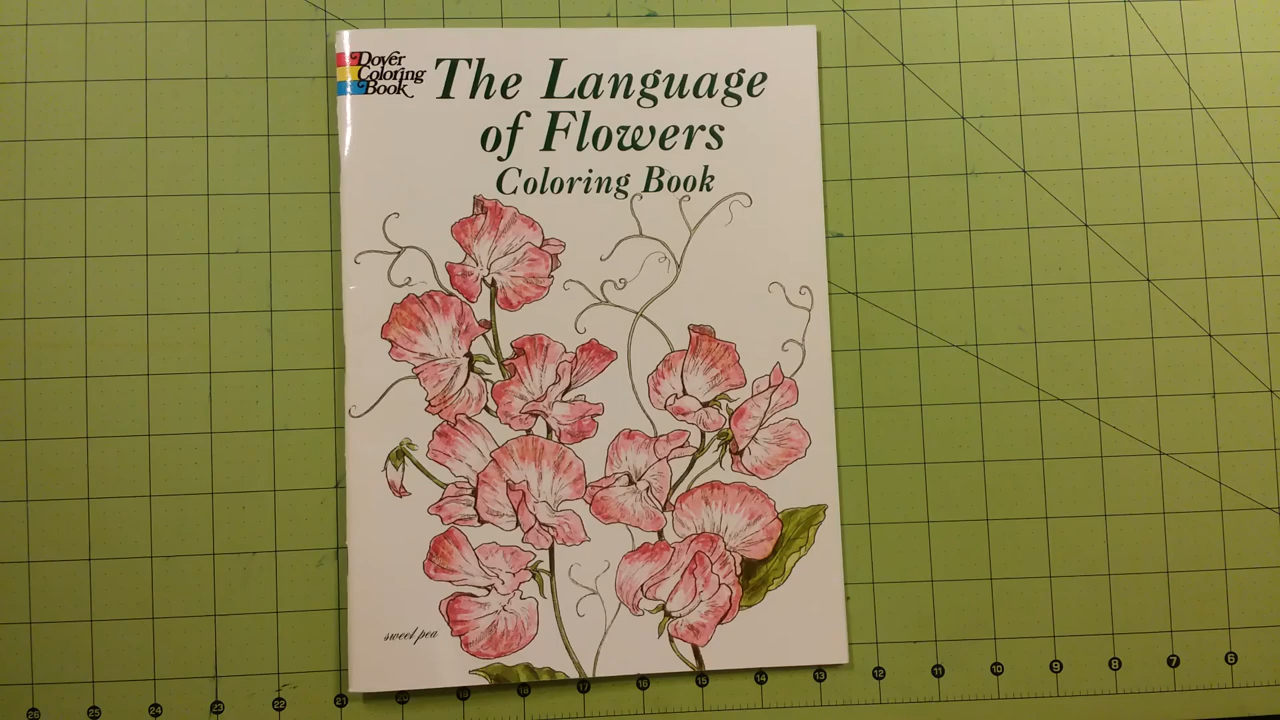 Dover
Coloring
Book
The Language
of Flowers
Coloring Book
sweet pea
26 25 24 23 22 21 20 19 18 17 16 15 14 13 12 11 10 9 8 7 6